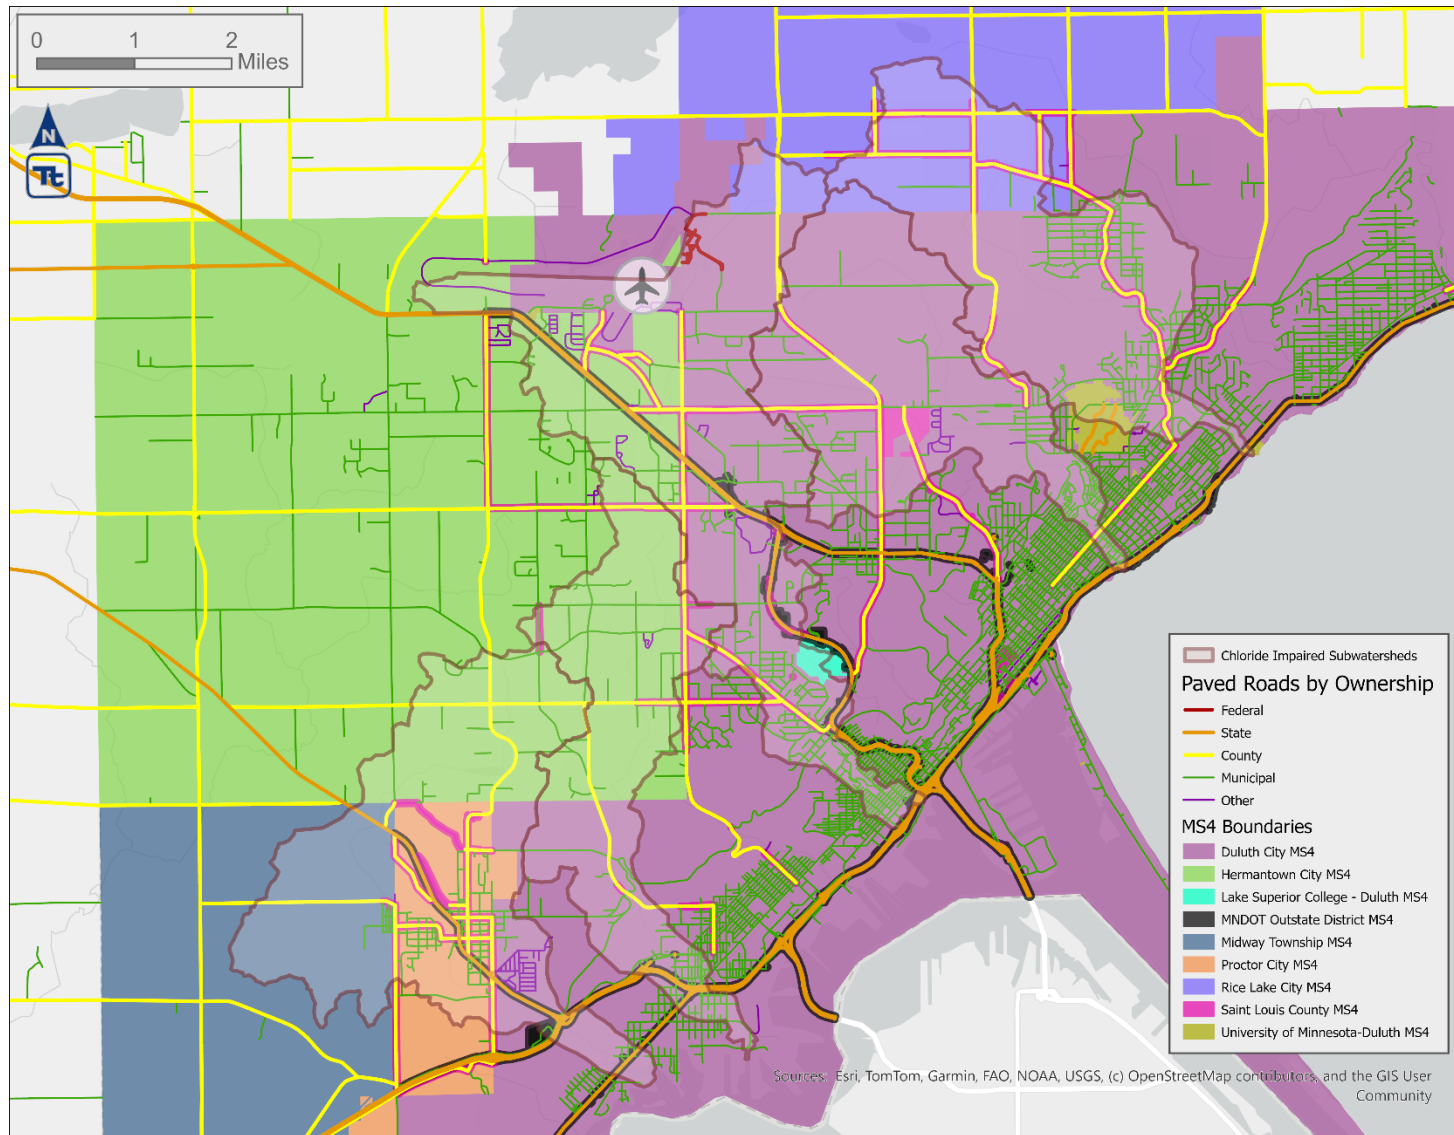 0 1 2
Miles
N
Tt
Chloride Impaired Subwatersheds
Paved Roads by Ownership
Federal
State
County
Municipal
Other
MS4 Boundaries
Duluth City MS4
Hermantown City MS4
Lake Superior College - Duluth MS4
MNDOT Outstate District MS4
Midway Township MS4
Proctor City MS4
Rice Lake City MS4
Saint Louis County MS4
University of Minnesota-Duluth MS4
Sources: Esri, TomTom, Garmin, FAO, NOAA, USGS, (c) OpenStreetMap contributors, and the GIS User
Community